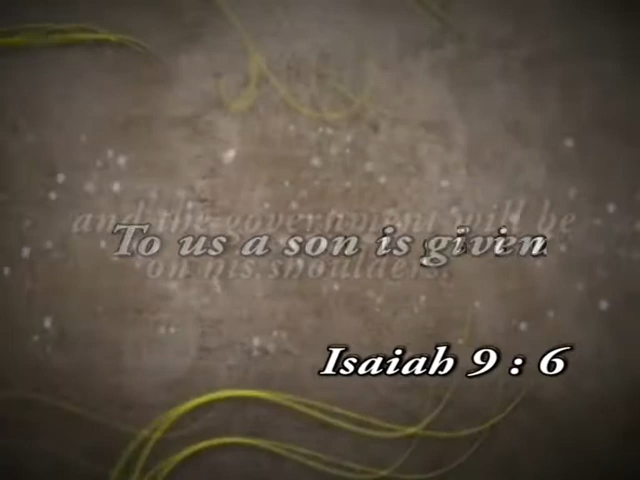 and the government will be
To us a son is given
on his shoulders.
Isaiah 9 : 6